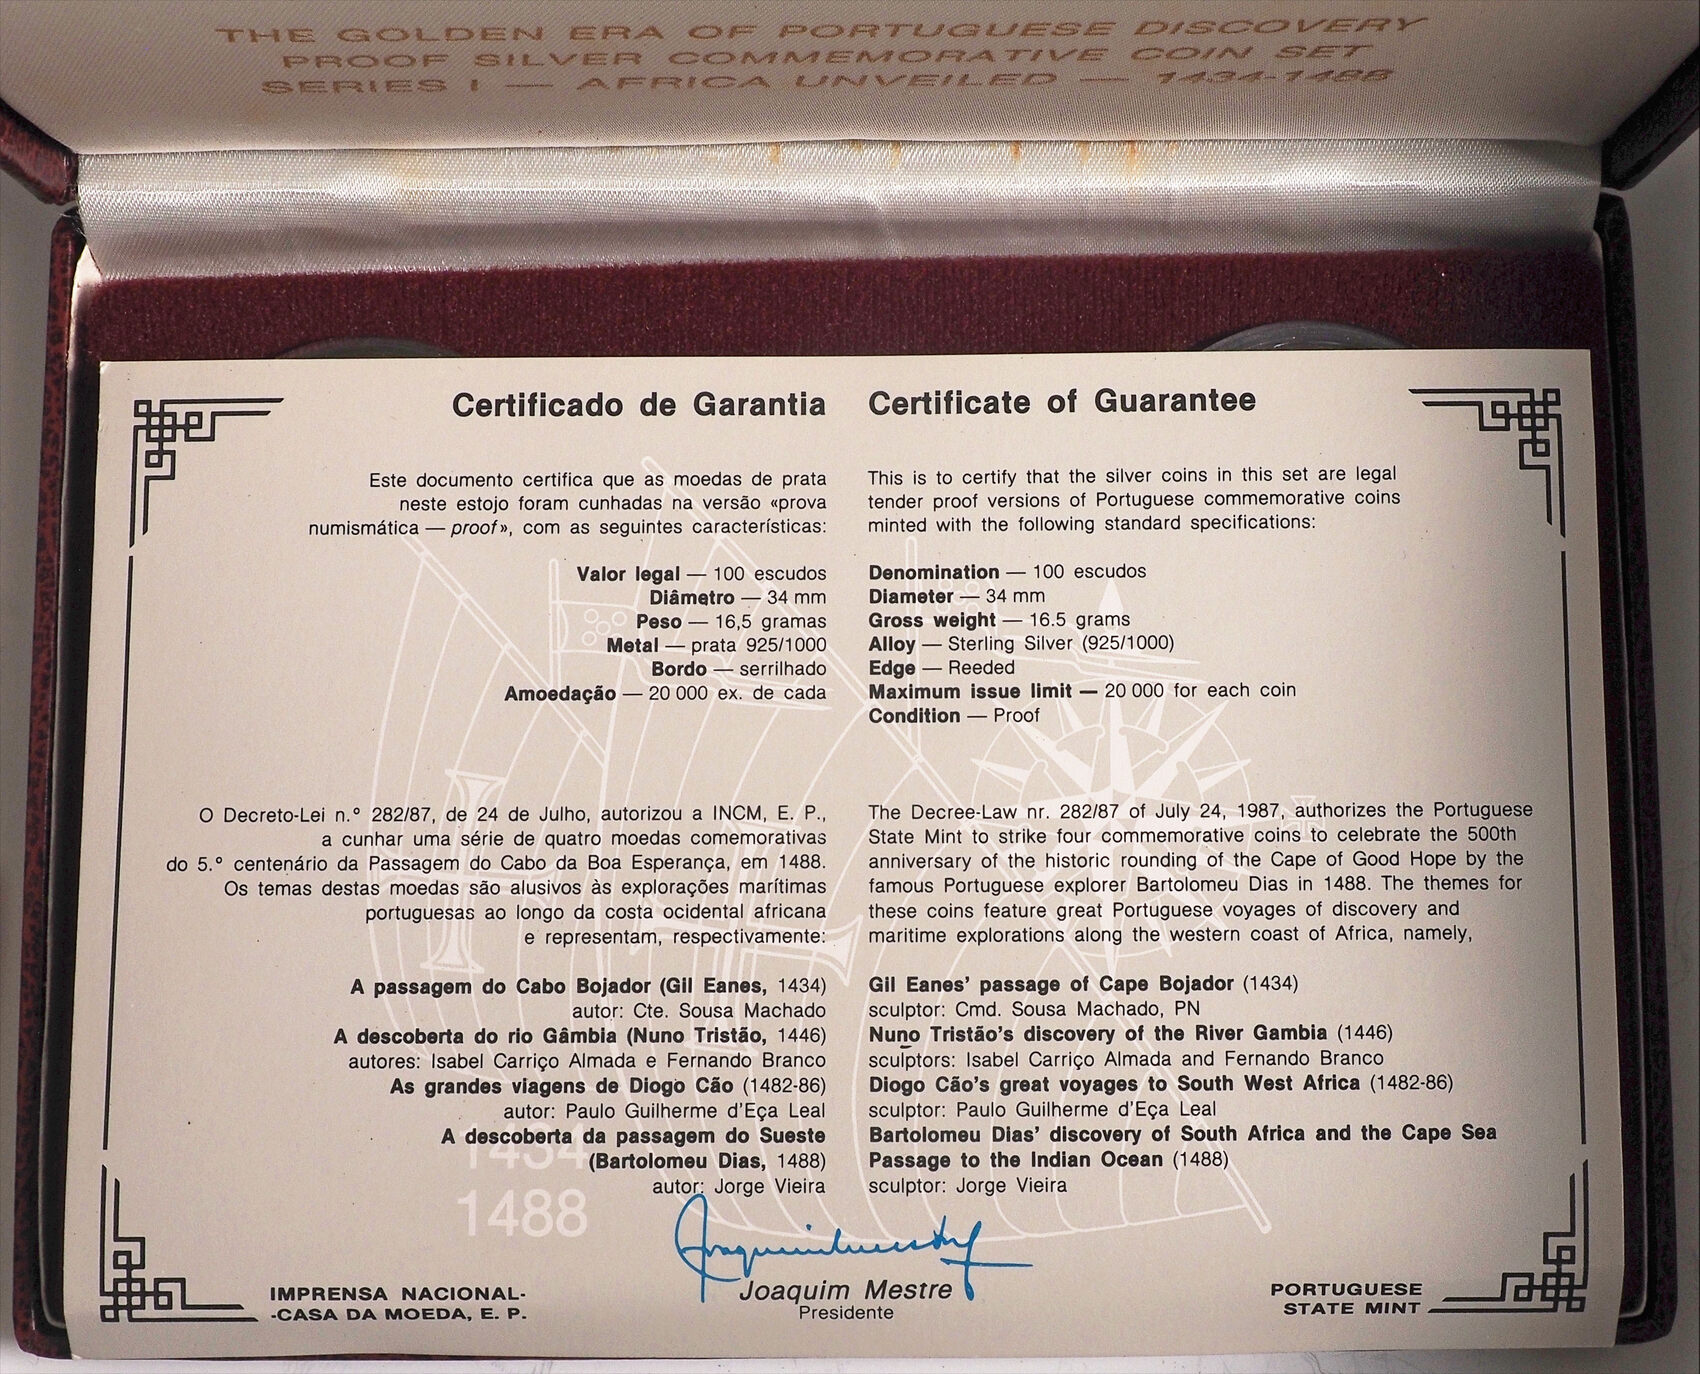 THE GOLDEN ERA OF PORTUGUESE DISCOVERY
PROOF SILVER COMMEMORATIVE COIN SET
SERIES I — AFRICA UNVEILED — 1434-1488
Certificado de Garantia
Este documento certifica que as moedas de prata
neste estojo foram cunhadas na versão «prova
numismática — proof», com as seguintes características:
Valor legal — 100 escudos
Diâmetro — 34 mm
Peso — 16,5 gramas
Metal — prata 925/1000
Bordo — serrilhado
Amoedação — 20 000 ex. de cada
O Decreto-Lei n.º 282/87, de 24 de Julho, autorizou a INCM, E. P.,
a cunhar uma série de quatro moedas comemorativas
do 5.º centenário da Passagem do Cabo da Boa Esperança, em 1488.
Os temas destas moedas são alusivos às explorações marítimas
portuguesas ao longo da costa ocidental africana
e representam, respectivamente:
A passagem do Cabo Bojador (Gil Eanes, 1434)
autor: Cte. Sousa Machado
A descoberta do rio Gâmbia (Nuno Tristão, 1446)
autores: Isabel Carriço Almada e Fernando Branco
As grandes viagens de Diogo Cão (1482-86)
autor: Paulo Guilherme d'Eça Leal
A descoberta da passagem do Sueste
(Bartolomeu Dias, 1488)
autor: Jorge Vieira
1434
1488
Certificate of Guarantee
This is to certify that the silver coins in this set are legal
tender proof versions of Portuguese commemorative coins
minted with the following standard specifications:
Denomination — 100 escudos
Diameter — 34 mm
Gross weight — 16.5 grams
Alloy — Sterling Silver (925/1000)
Edge — Reeded
Maximum issue limit — 20 000 for each coin
Condition — Proof
The Decree-Law nr. 282/87 of July 24, 1987, authorizes the Portuguese
State Mint to strike four commemorative coins to celebrate the 500th
anniversary of the historic rounding of the Cape of Good Hope by the
famous Portuguese explorer Bartolomeu Dias in 1488. The themes for
these coins feature great Portuguese voyages of discovery and
maritime explorations along the western coast of Africa, namely,
Gil Eanes' passage of Cape Bojador (1434)
sculptor: Cmd. Sousa Machado, PN
Nuno Tristão's discovery of the River Gambia (1446)
sculptors: Isabel Carriço Almada and Fernando Branco
Diogo Cão's great voyages to South West Africa (1482-86)
sculptor: Paulo Guilherme d'Eça Leal
Bartolomeu Dias' discovery of South Africa and the Cape Sea
Passage to the Indian Ocean (1488)
sculptor: Jorge Vieira
Joaquim Mestre
Presidente
IMPRENSA NACIONAL-
-CASA DA MOEDA, E. P.
PORTUGUESE
STATE MINT